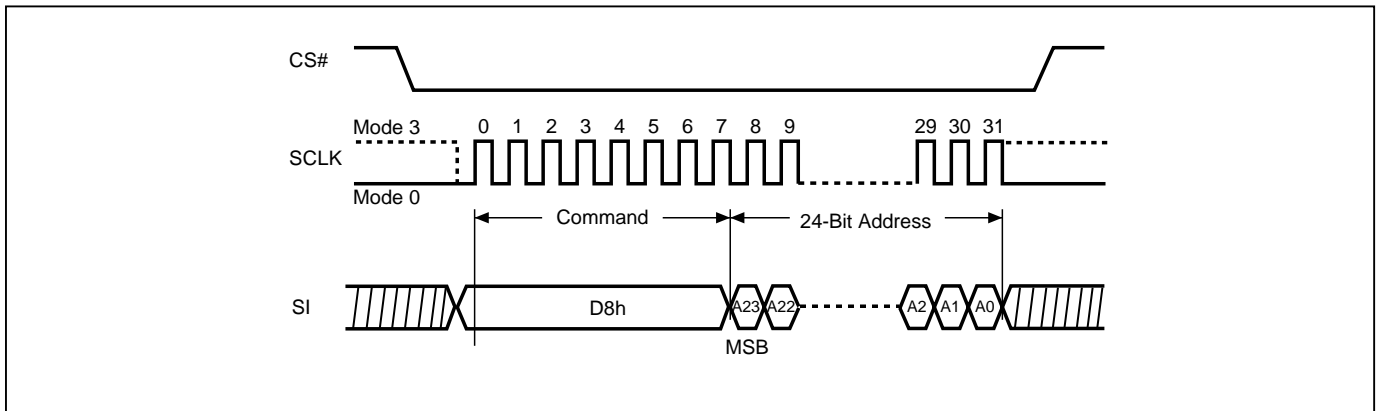 CS#
Mode 3
0 1 2 3 4 5 6 7 8 9 29 30 31
SCLK
Mode 0
Command
24-Bit Address
SI
D8h
A23 A22 A2 A1 A0
MSB